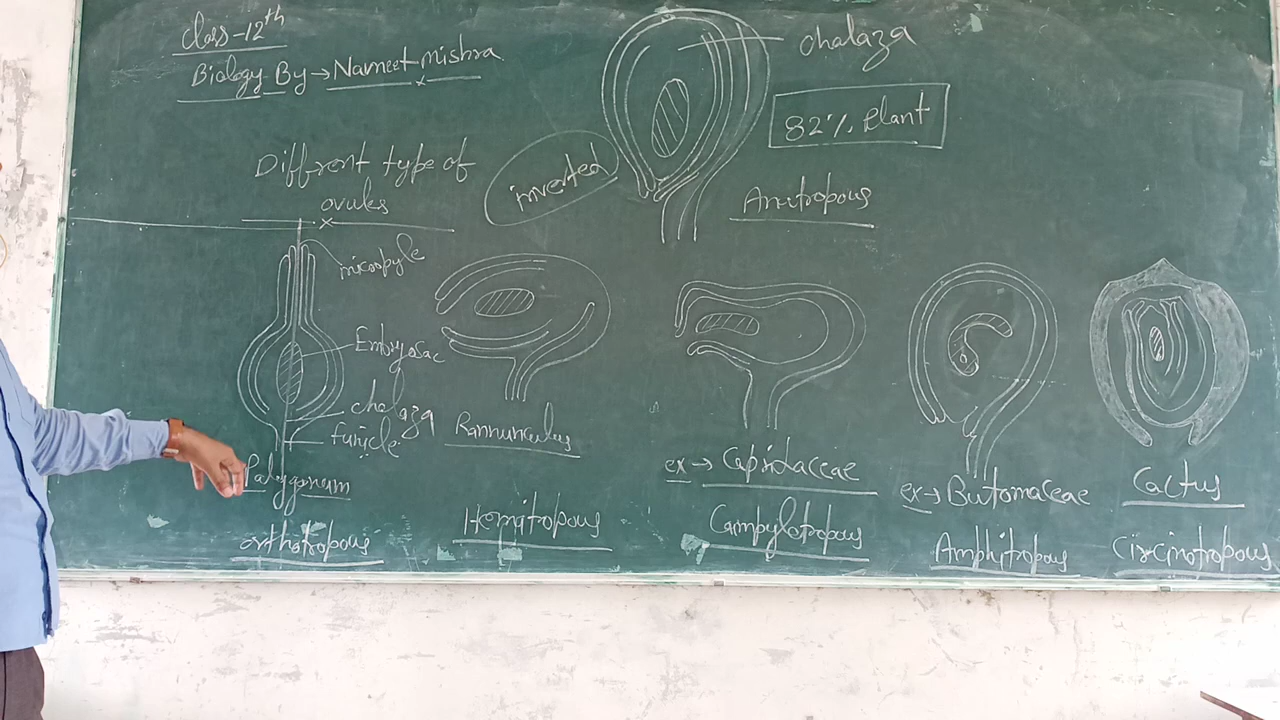 Class-12th
Biology By → Navneet mishra
chalaza
82% Plant
inverted
Anatropous
Different type of
ovules
micropyle
Embryosac
chalaza
funicle
Polygonum
orthotropous
Rannunculus
Hemitropous
ex → Capsidaceae
Campylotropous
ex → Butomaceae
Amphitropous
Cactus
Circinotropous